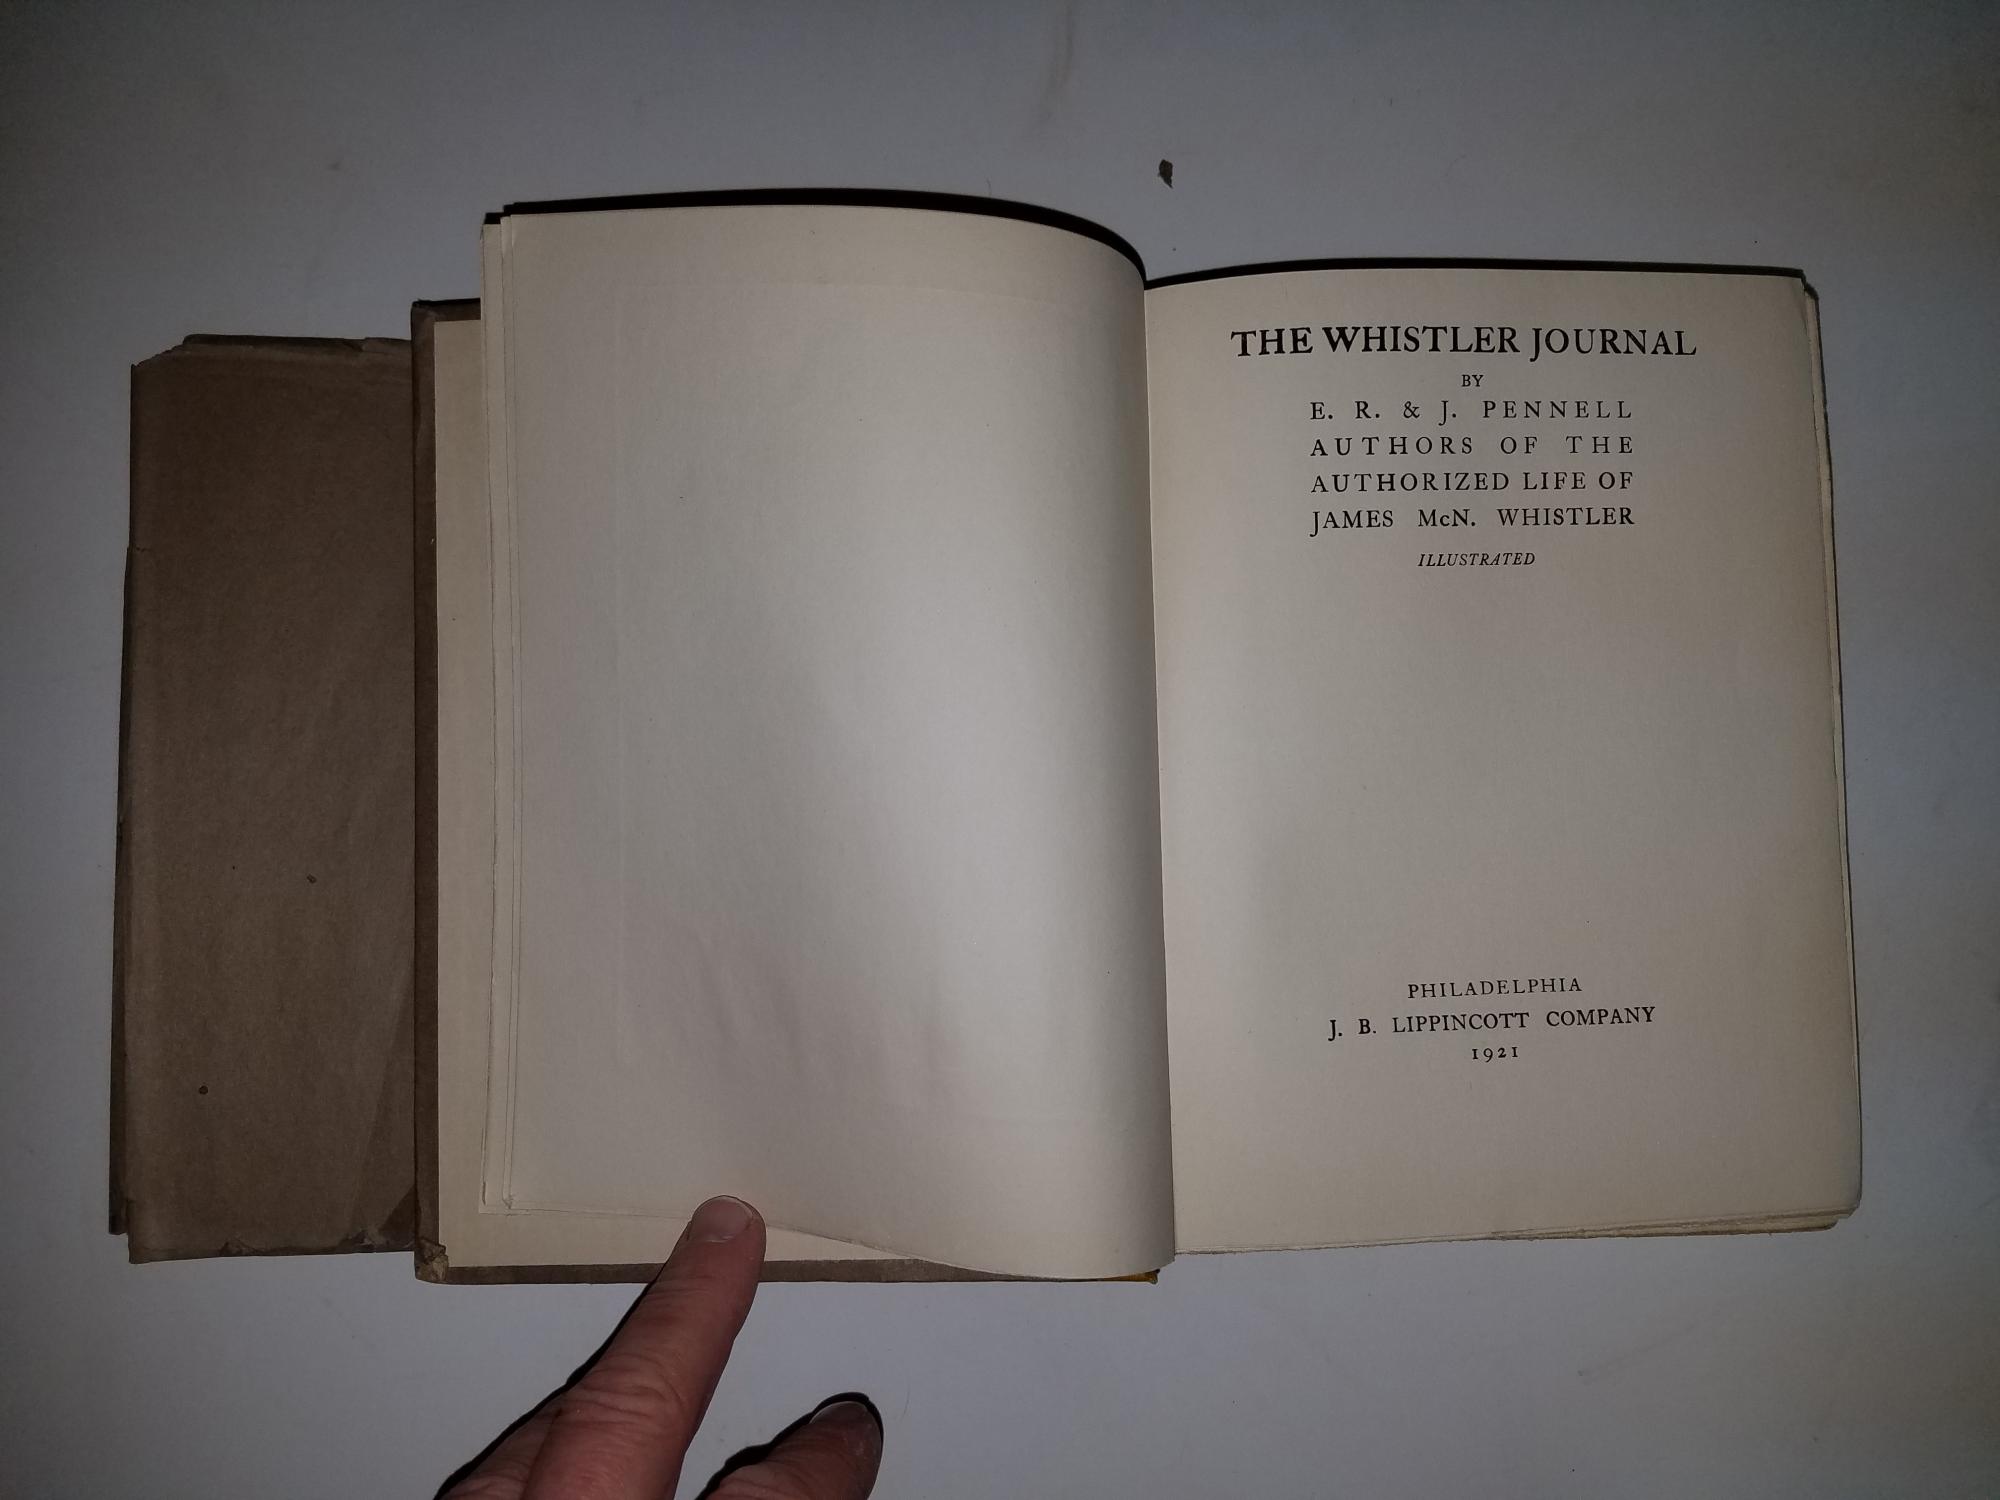 THE WHISTLER JOURNAL
BY
E. R. & J. PENNELL
AUTHORS OF THE
AUTHORIZED LIFE OF
JAMES McN. WHISTLER
ILLUSTRATED
PHILADELPHIA
J. B. LIPPINCOTT COMPANY
1921